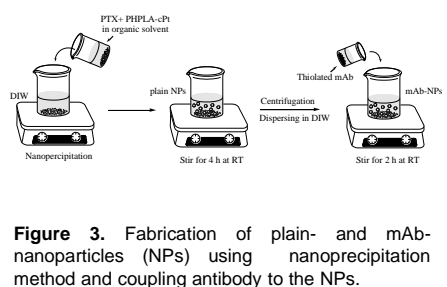 PTX+ PHPLA-cPt
in organic solvent
DIW
Nanopercipitation
plain NPs
Stir for 4 h at RT
Centrifugation
Dispersing in DIW
Thiolated mAb
mAb-NPs
Stir for 2 h at RT
Figure 3. Fabrication of plain- and mAb-
nanoparticles (NPs) using nanoprecipitation
method and coupling antibody to the NPs.